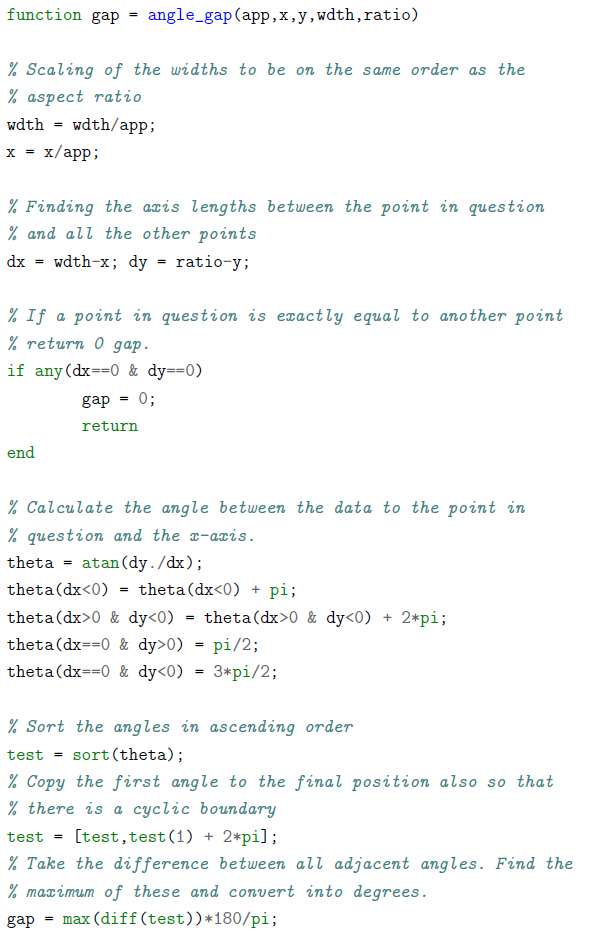 function gap = angle_gap(app,x,y,wdth,ratio)
% Scaling of the widths to be on the same order as the
% aspect ratio
wdth = wdth/app;
x = x/app;
% Finding the axis lengths between the point in question
% and all the other points
dx = wdth-x; dy = ratio-y;
% If a point in question is exactly equal to another point
% return 0 gap.
if any(dx==0 & dy==0)
        gap = 0;
        return
end
% Calculate the angle between the data to the point in
% question and the x-axis.
theta = atan(dy./dx);
theta(dx<0) = theta(dx<0) + pi;
theta(dx>0 & dy<0) = theta(dx>0 & dy<0) + 2*pi;
theta(dx==0 & dy>0) = pi/2;
theta(dx==0 & dy<0) = 3*pi/2;
% Sort the angles in ascending order
test = sort(theta);
% Copy the first angle to the final position also so that
% there is a cyclic boundary
test = [test,test(1) + 2*pi];
% Take the difference between all adjacent angles. Find the
% maximum of these and convert into degrees.
gap = max(diff(test))*180/pi;